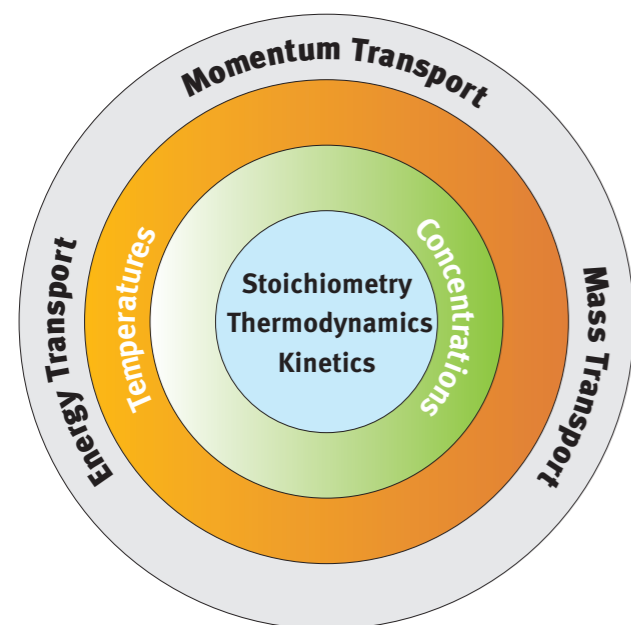 Momentum Transport
Energy Transport
Temperatures
Stoichiometry
Thermodynamics
Kinetics
Concentrations
Mass Transport